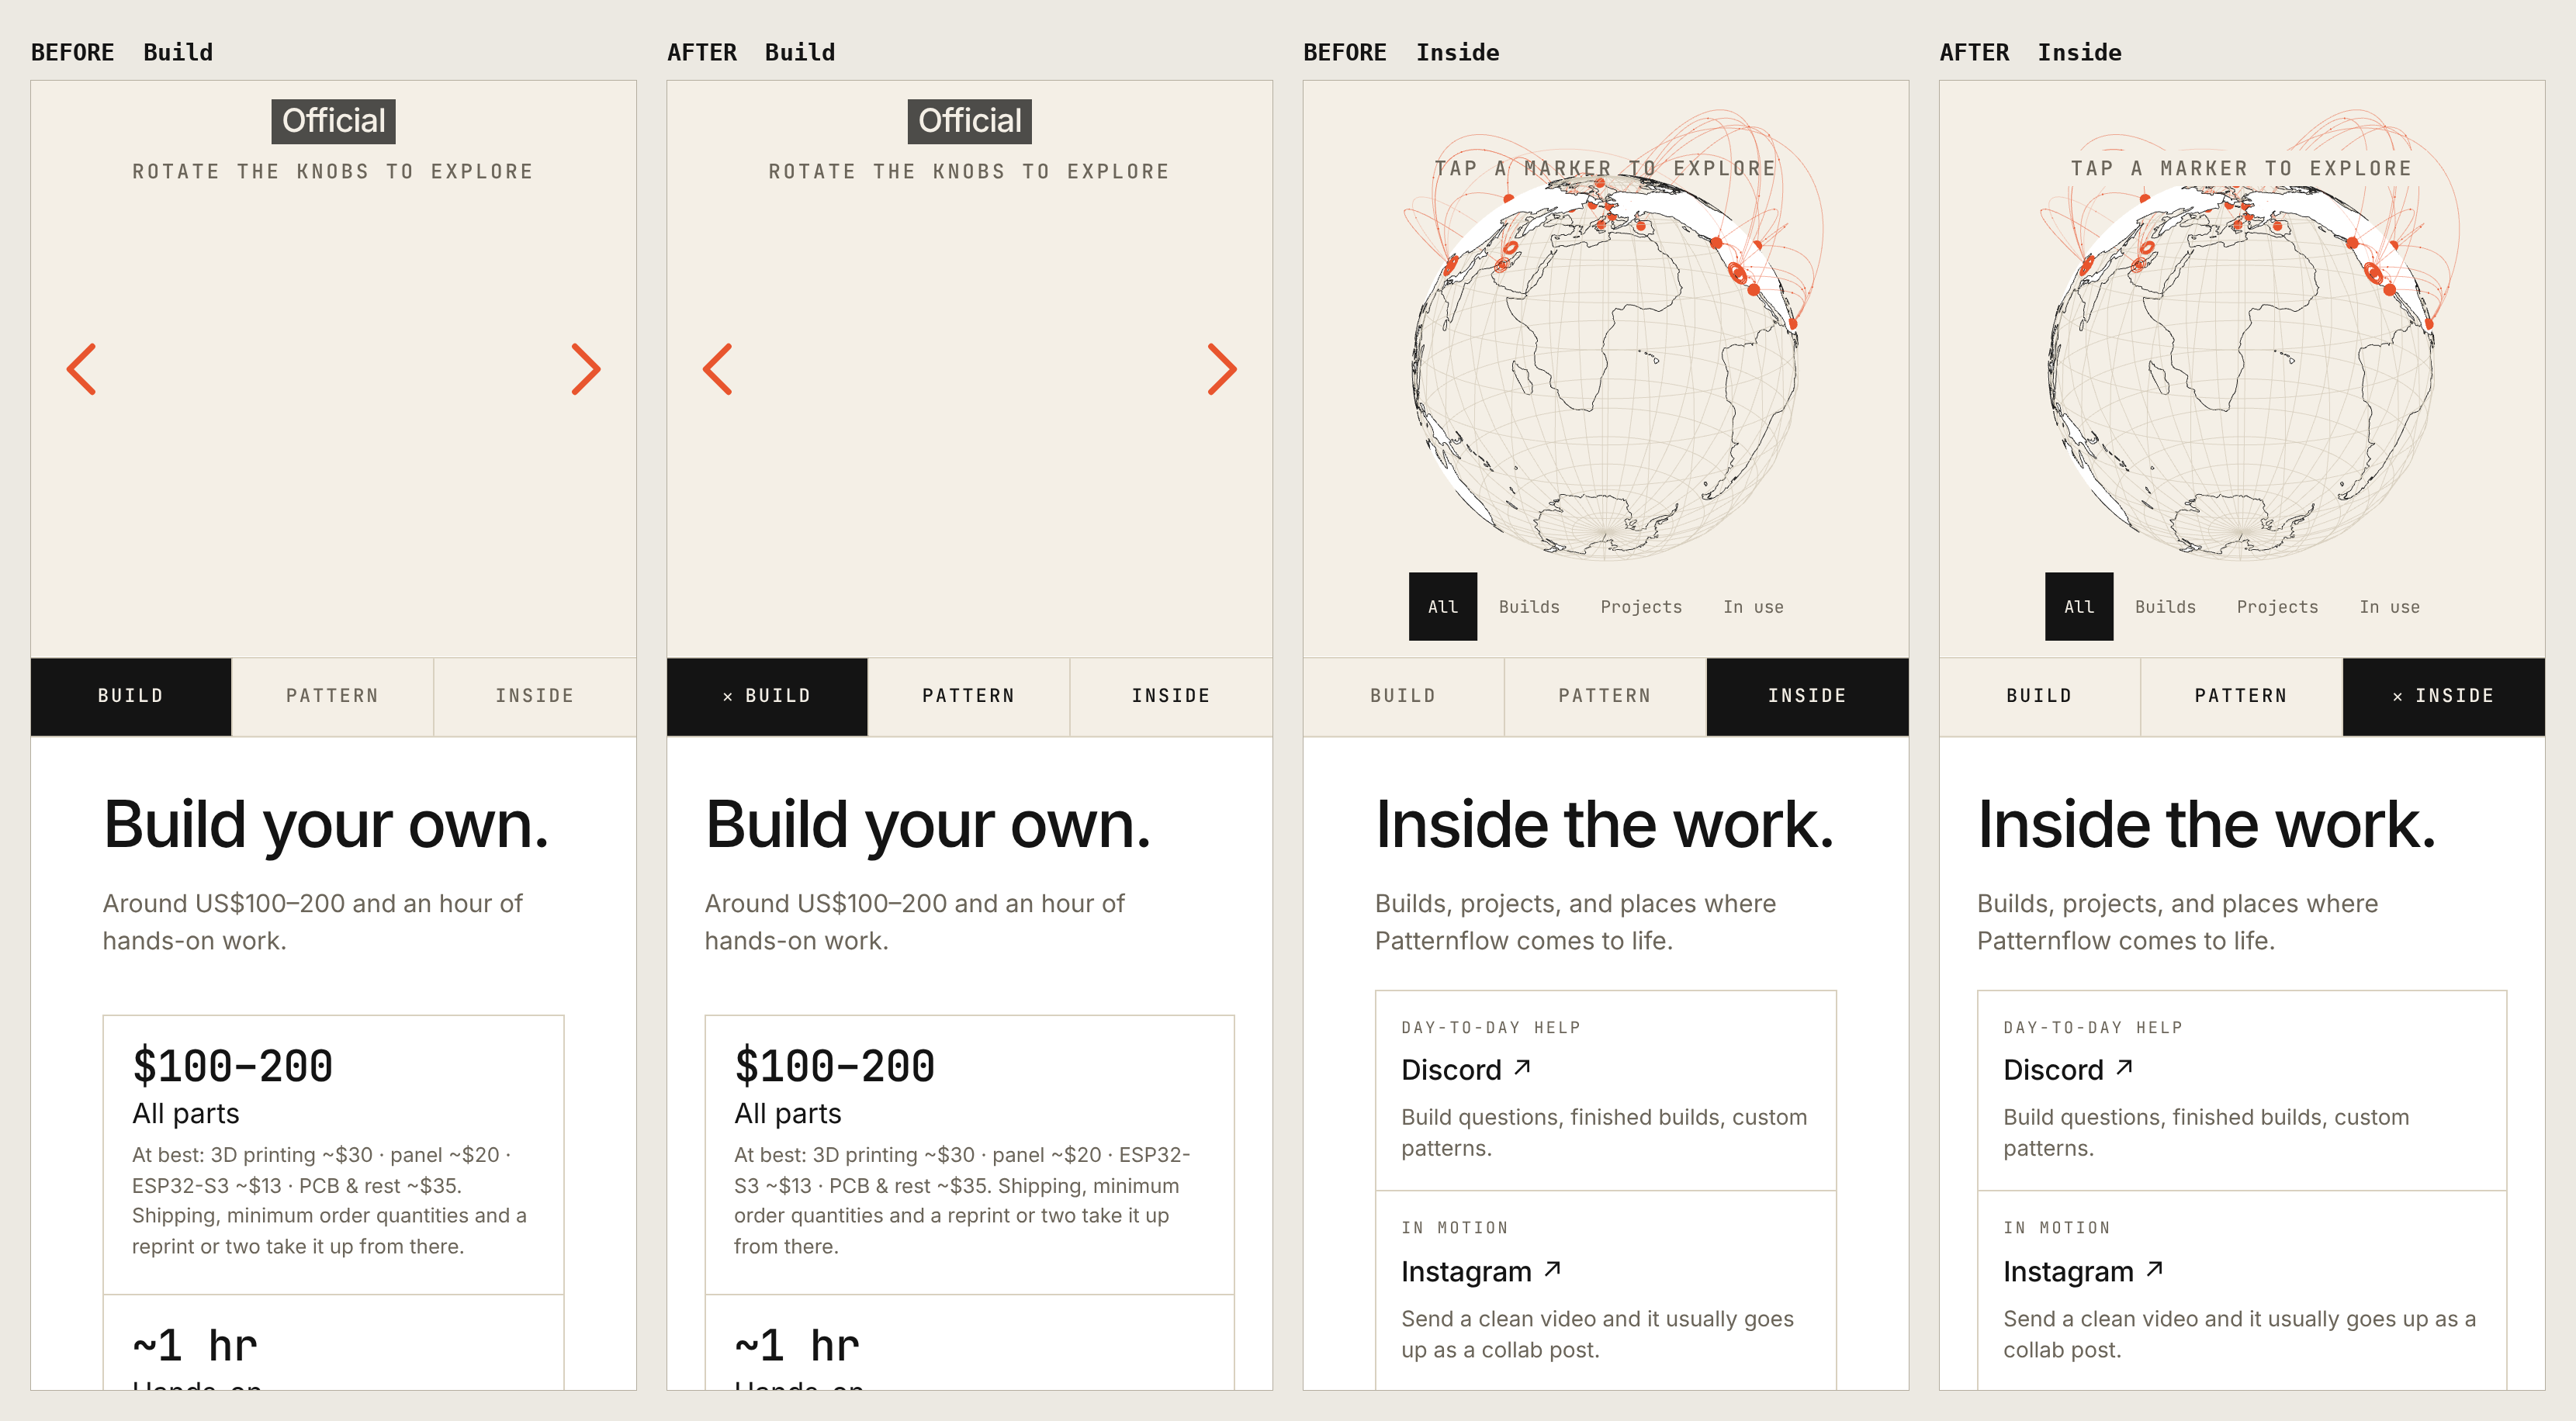 BEFORE Build
Official
ROTATE THE KNOBS TO EXPLORE
BUILD PATTERN INSIDE
Build your own.
Around US$100–200 and an hour of
hands-on work.
$100–200
All parts
At best: 3D printing ~$30 · panel ~$20 ·
ESP32-S3 ~$13 · PCB & rest ~$35.
Shipping, minimum order quantities and a
reprint or two take it up from there.
~1 hr
AFTER Build
Official
ROTATE THE KNOBS TO EXPLORE
× BUILD PATTERN INSIDE
Build your own.
Around US$100–200 and an hour of
hands-on work.
$100–200
All parts
At best: 3D printing ~$30 · panel ~$20 · ESP32-
S3 ~$13 · PCB & rest ~$35. Shipping, minimum
order quantities and a reprint or two take it up
from there.
~1 hr
BEFORE Inside
TAP A MARKER TO EXPLORE
All Builds Projects In use
BUILD PATTERN INSIDE
Inside the work.
Builds, projects, and places where
Patternflow comes to life.
DAY-TO-DAY HELP
Discord ↗
Build questions, finished builds, custom
patterns.
IN MOTION
Instagram ↗
Send a clean video and it usually goes
up as a collab post.
AFTER Inside
TAP A MARKER TO EXPLORE
All Builds Projects In use
BUILD PATTERN × INSIDE
Inside the work.
Builds, projects, and places where
Patternflow comes to life.
DAY-TO-DAY HELP
Discord ↗
Build questions, finished builds, custom
patterns.
IN MOTION
Instagram ↗
Send a clean video and it usually goes up as a
collab post.